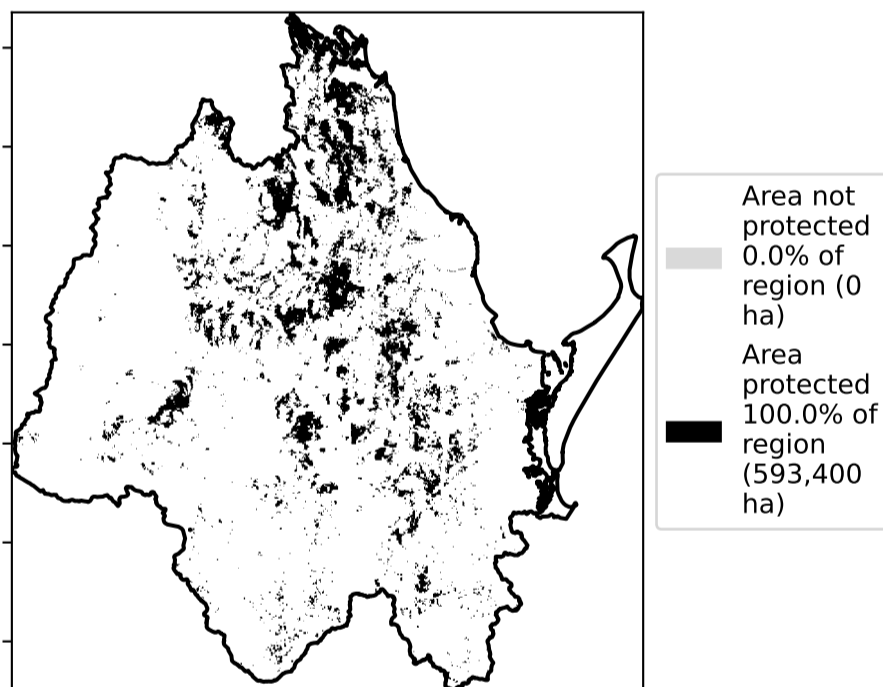 Area not
protected
0.0% of
region (0
ha)
Area
protected
100.0% of
region
(593,400
ha)